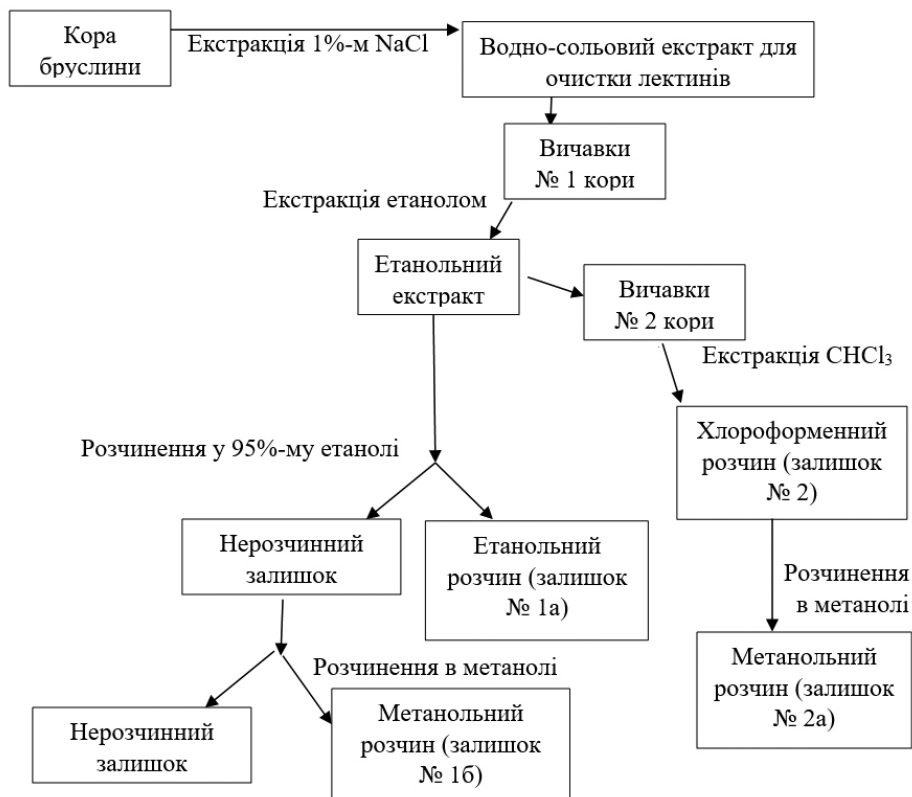 Кора
бруслини
Екстракція 1%-м NaCl
Водно-сольовий екстракт для
очистки лектинів
Вичавки
№ 1 кори
Екстракція етанолом
Етанольний
екстракт
Вичавки
№ 2 кори
Екстракція CHCl₃
Хлороформенний
розчин (залишок
№ 2)
Розчинення у 95%-му етанолі
Нерозчинний
залишок
Етанольний
розчин (залишок
№ 1а)
Розчинення
в метанолі
Розчинення в метанолі
Нерозчинний
залишок
Метанольний
розчин (залишок
№ 1б)
Метанольний
розчин (залишок
№ 2а)